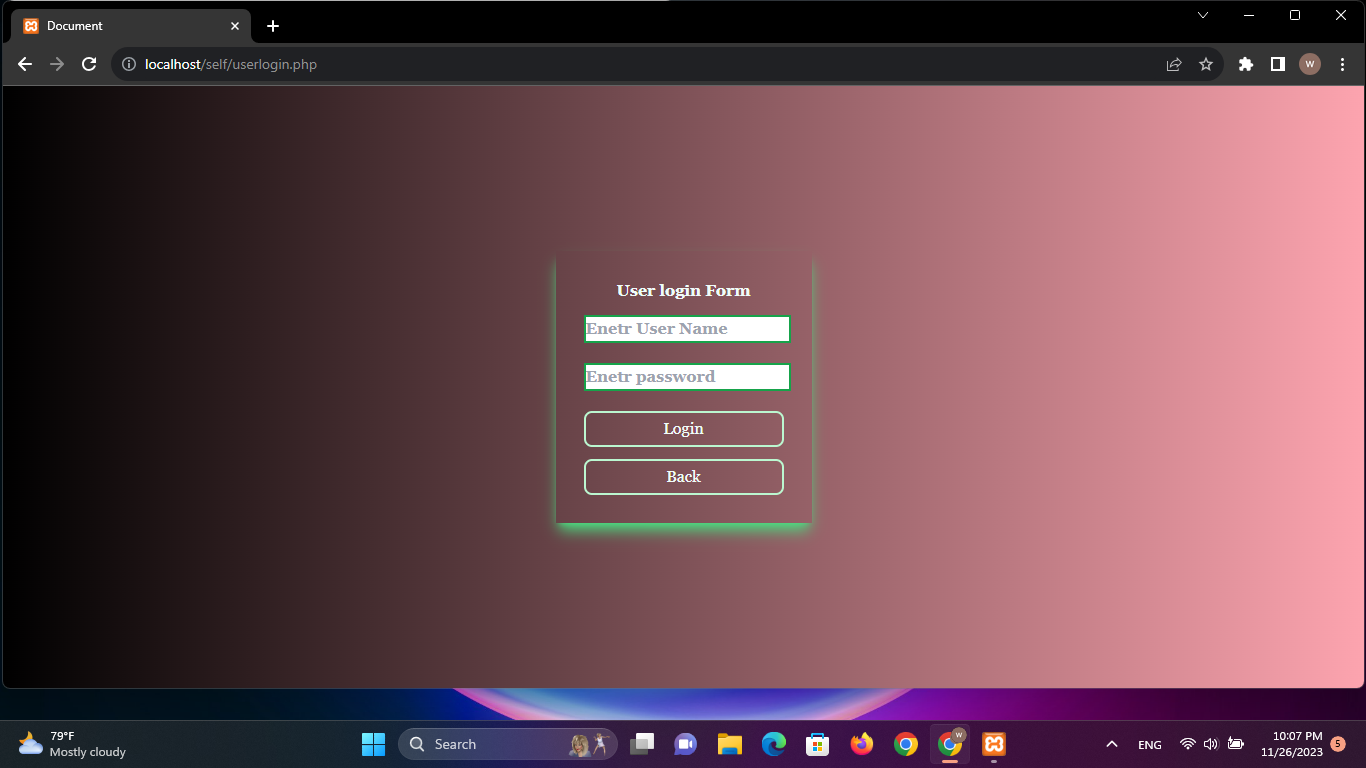 Document
localhost/self/userlogin.php
W
User login Form
Enetr User Name
Enetr password
Login
Back
79°F
Mostly cloudy
Search
W
ENG
10:07 PM
11/26/2023
5